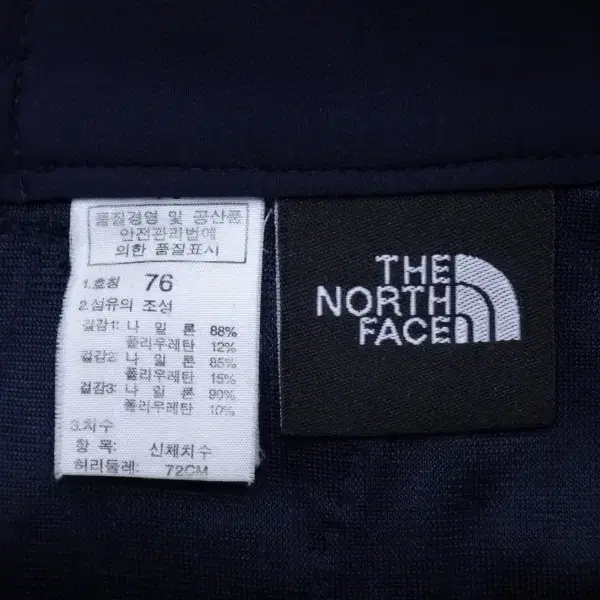 품질경영 및 공산품
안전관리법에
의한 품질표시
1.호칭 76
2.섬유의 조성
겉감1: 나 일 론 88%
폴리우레탄 12%
겉감2: 나 일 론 85%
폴리우레탄 15%
겉감3: 나 일 론 90%
폴리우레탄 10%
3.치수
항 목: 신체치수
허리둘레: 72CM
THE
NORTH
FACE